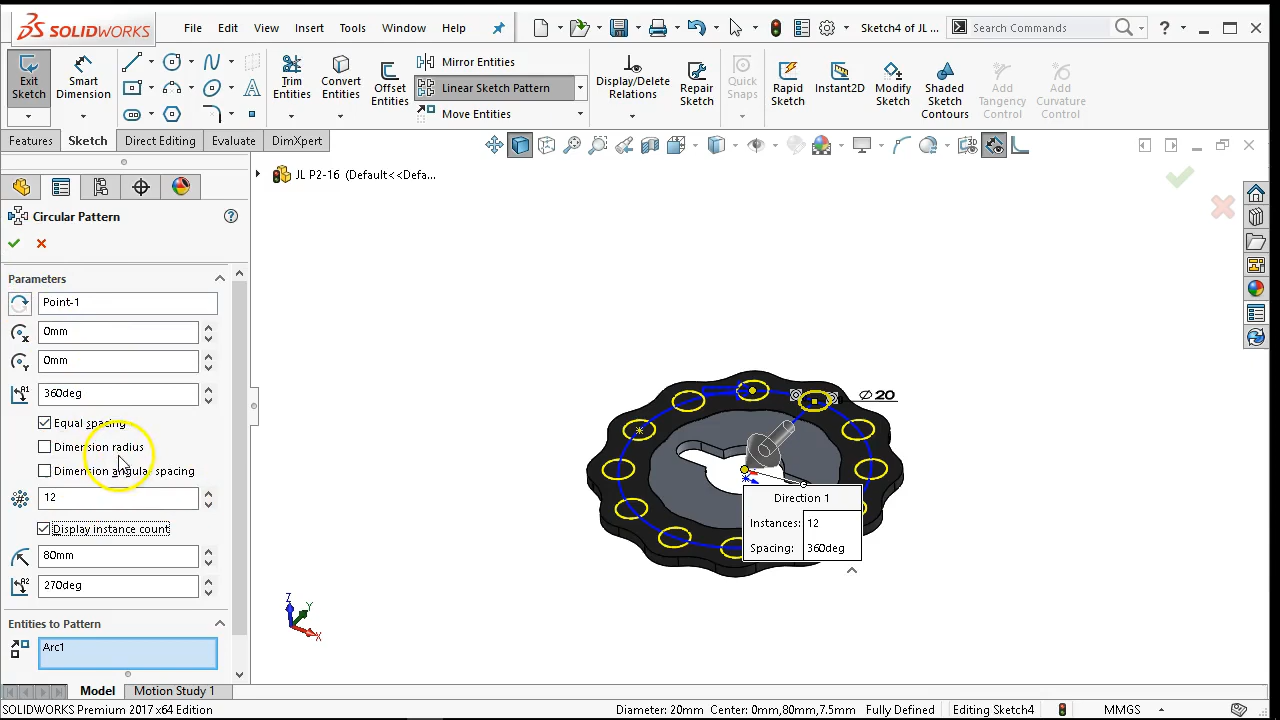 SOLIDWORKS
File
Edit
View
Insert
Tools
Window
Help
Sketch4 of JL ...
Search Commands
?
Exit Sketch
Smart Dimension
Trim Entities
Convert Entities
Offset Entities
Mirror Entities
Linear Sketch Pattern
Move Entities
Display/Delete Relations
Repair Sketch
Quick Snaps
Rapid Sketch
Instant2D
Modify Sketch
Shaded Sketch Contours
Add Tangency Control
Add Curvature Control
Features
Sketch
Direct Editing
Evaluate
DimXpert
JL P2-16 (Default<<Defa...
Circular Pattern
?
Parameters
Point-1
0mm
0mm
360deg
Equal spacing
Dimension radius
Dimension angular spacing
12
Display instance count
80mm
270deg
Entities to Pattern
Arc1
∅ 20
Direction 1
Instances: 12
Spacing: 360deg
Z
Y
X
Model
Motion Study 1
SOLIDWORKS Premium 2017 x64 Edition
Diameter: 20mm
Center: 0mm,80mm,7.5mm
Fully Defined
Editing Sketch4
MMGS